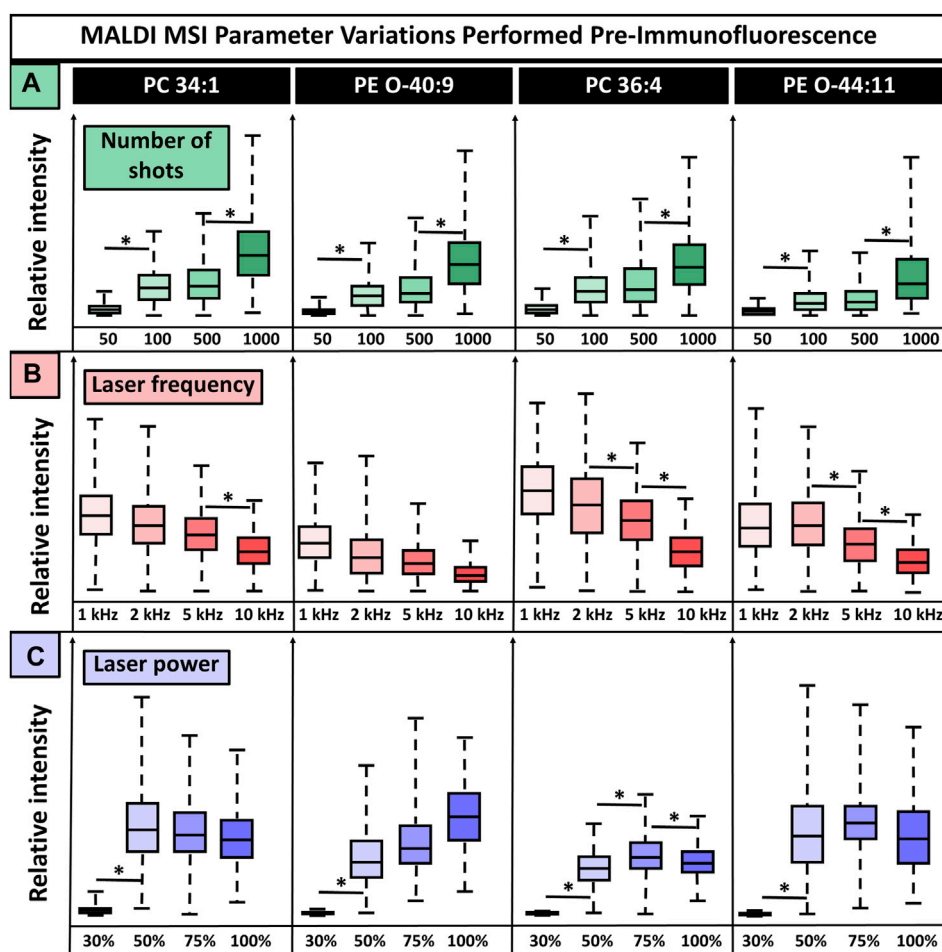 MALDI MSI Parameter Variations Performed Pre-Immunofluorescence
A
PC 34:1 PE O-40:9 PC 36:4 PE O-44:11
Number of
shots
Relative intensity
* * * * * * * *
50 100 500 1000 50 100 500 1000 50 100 500 1000 50 100 500 1000
B
Laser frequency
Relative intensity
* * * * *
1 kHz 2 kHz 5 kHz 10 kHz 1 kHz 2 kHz 5 kHz 10 kHz 1 kHz 2 kHz 5 kHz 10 kHz 1 kHz 2 kHz 5 kHz 10 kHz
C
Laser power
Relative intensity
* * * * * *
30% 50% 75% 100% 30% 50% 75% 100% 30% 50% 75% 100% 30% 50% 75% 100%